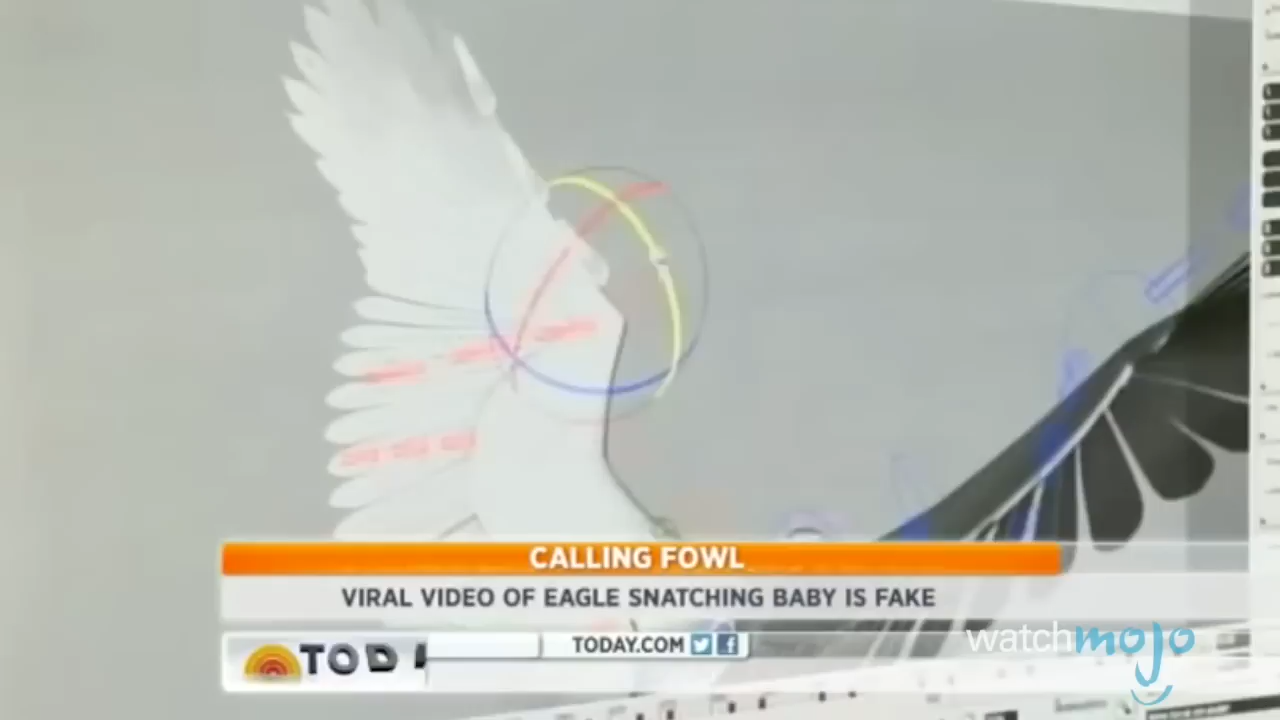 CALLING FOWL
VIRAL VIDEO OF EAGLE SNATCHING BABY IS FAKE
TODAY.COM
watchmojo